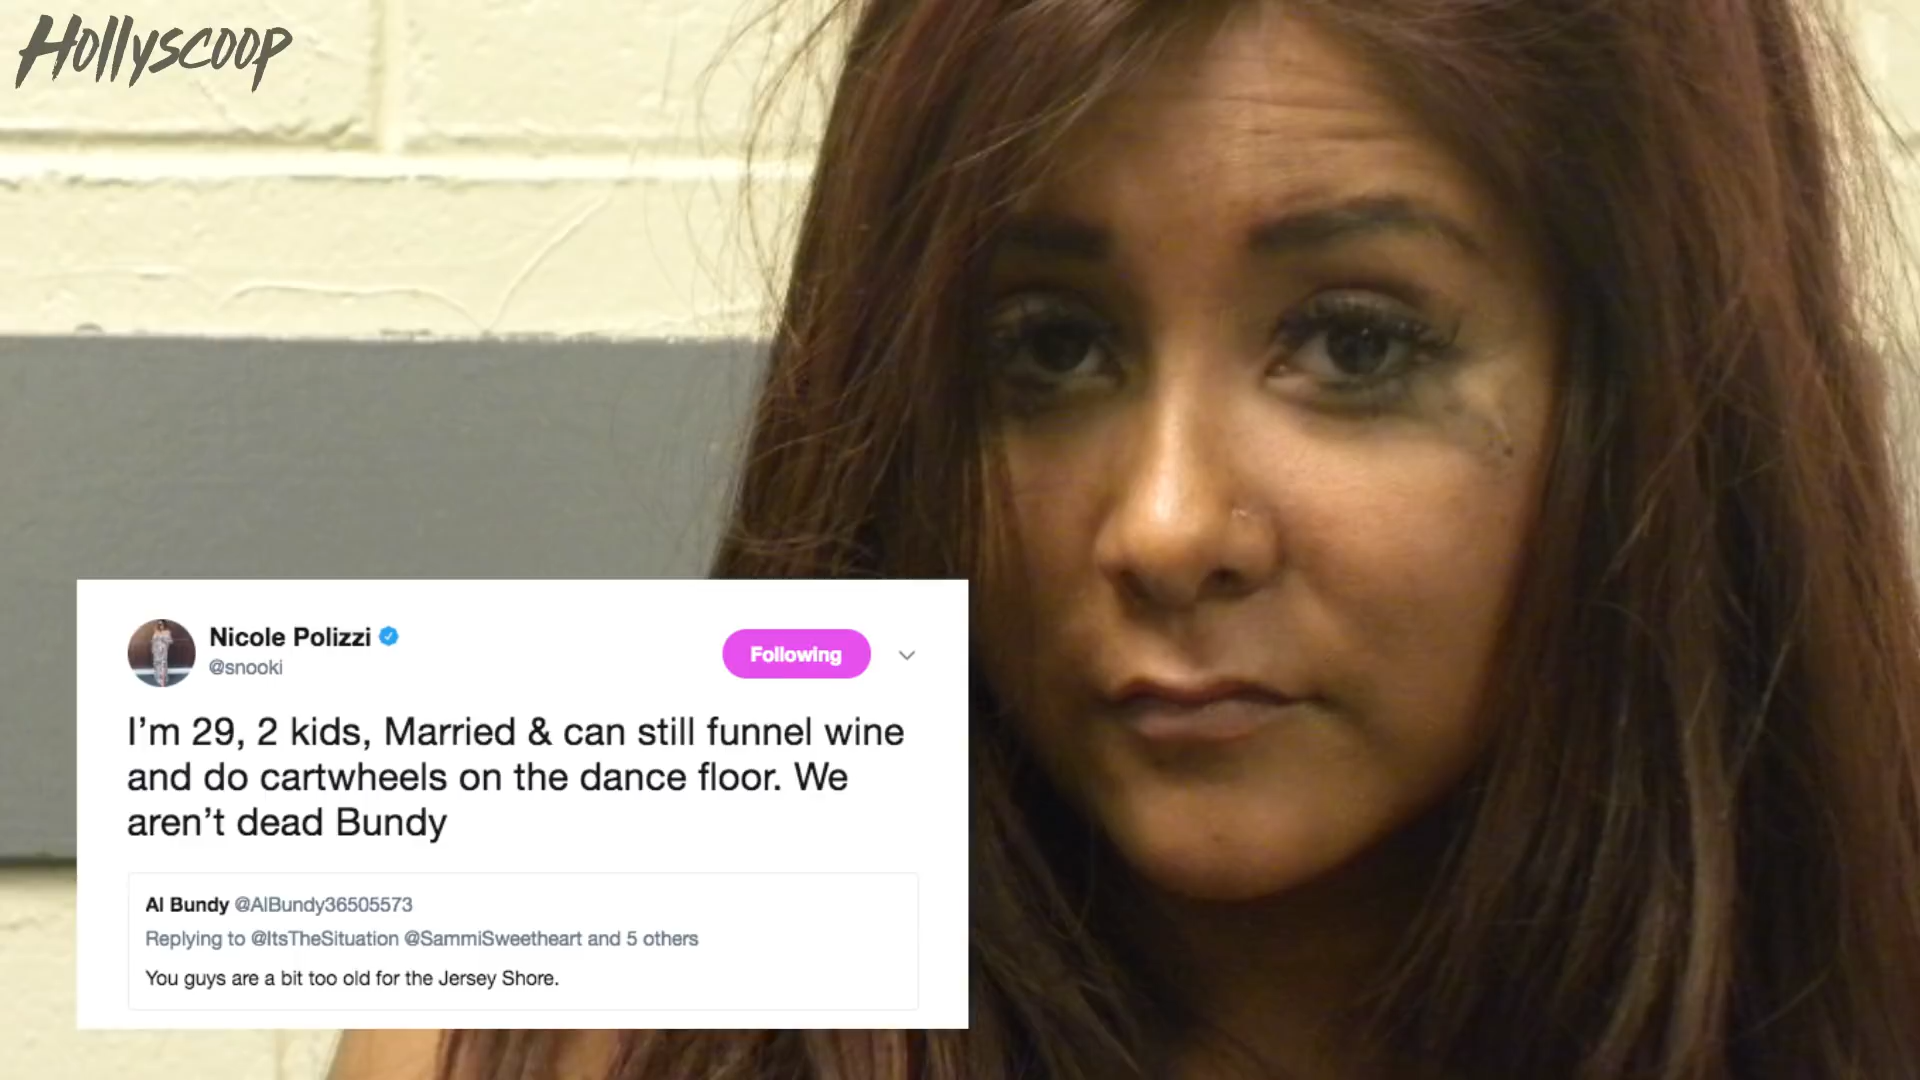 Hollyscoop
Nicole Polizzi
@snooki
Following
I'm 29, 2 kids, Married & can still funnel wine
and do cartwheels on the dance floor. We
aren't dead Bundy
Al Bundy @AlBundy36505573
Replying to @ItsTheSituation @SammiSweetheart and 5 others
You guys are a bit too old for the Jersey Shore.